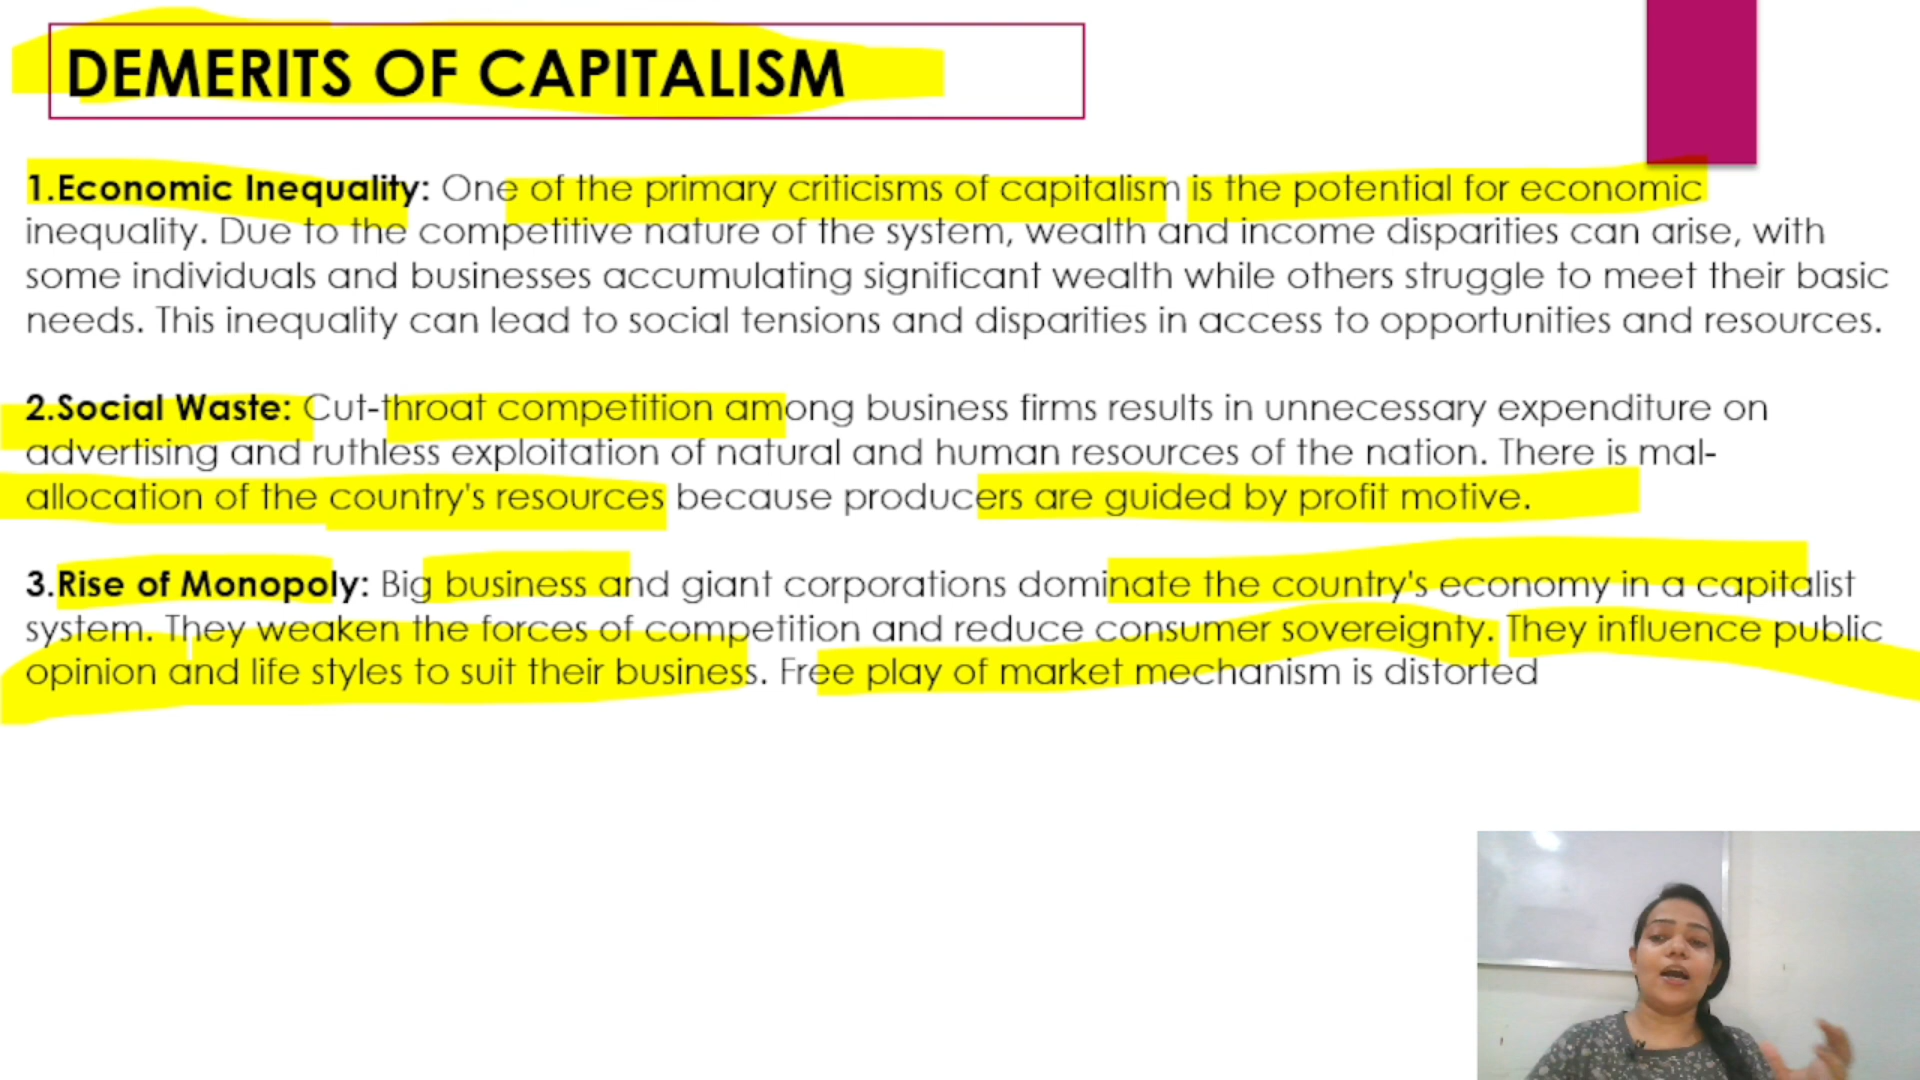 DEMERITS OF CAPITALISM
1.Economic Inequality: One of the primary criticisms of capitalism is the potential for economic
inequality. Due to the competitive nature of the system, wealth and income disparities can arise, with
some individuals and businesses accumulating significant wealth while others struggle to meet their basic
needs. This inequality can lead to social tensions and disparities in access to opportunities and resources.
2.Social Waste: Cut-throat competition among business firms results in unnecessary expenditure on
advertising and ruthless exploitation of natural and human resources of the nation. There is mal-
allocation of the country's resources because producers are guided by profit motive.
3.Rise of Monopoly: Big business and giant corporations dominate the country's economy in a capitalist
system. They weaken the forces of competition and reduce consumer sovereignty. They influence public
opinion and life styles to suit their business. Free play of market mechanism is distorted